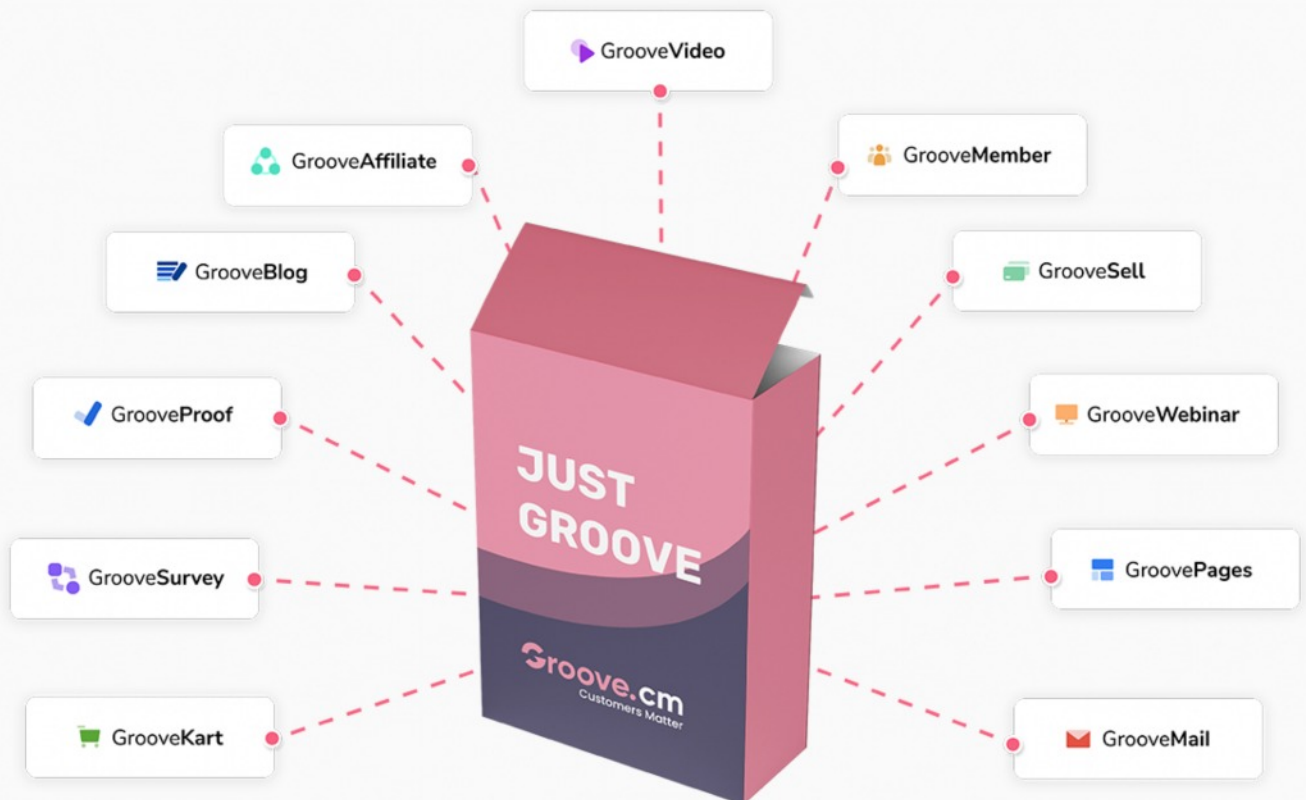 GrooveVideo
GrooveAffiliate
GrooveMember
GrooveBlog
GrooveSell
GrooveProof
GrooveWebinar
JUST
GROOVE
GrooveSurvey
GroovePages
Groove.cm
Customers Matter
GrooveKart
GrooveMail